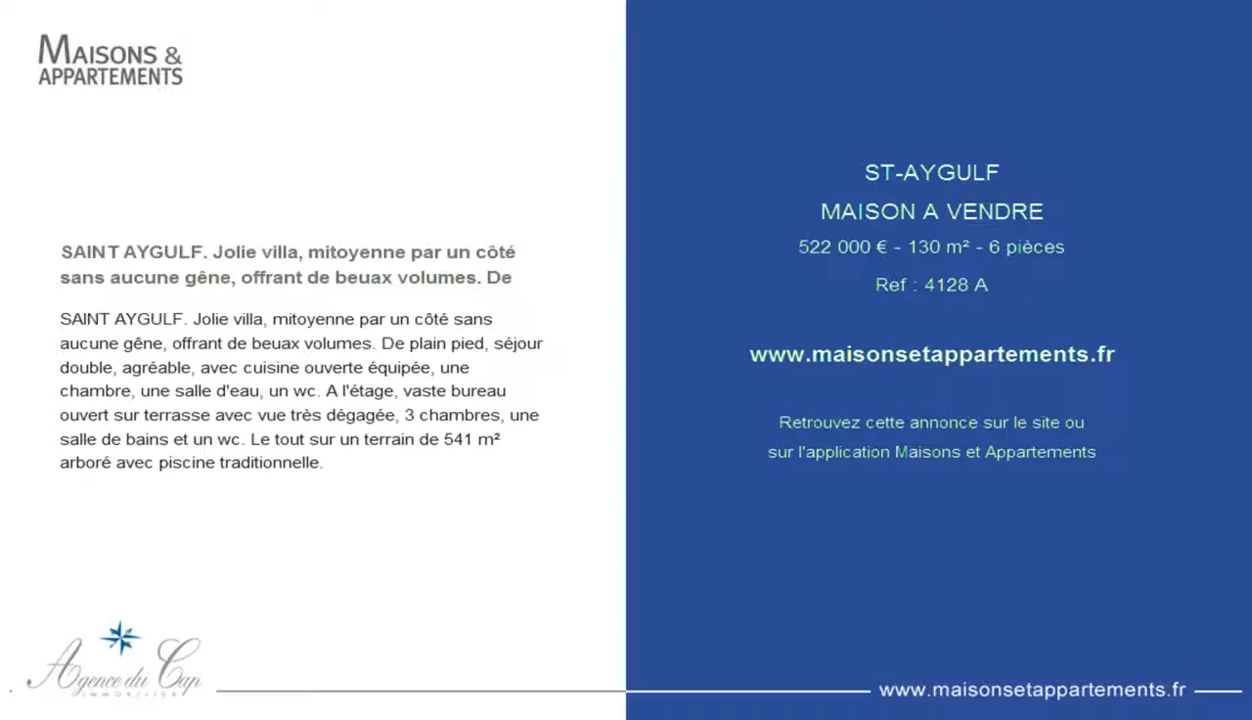 MAISONS &
APPARTEMENTS
SAINT AYGULF. Jolie villa, mitoyenne par un côté
sans aucune gêne, offrant de beuax volumes. De
SAINT AYGULF. Jolie villa, mitoyenne par un côté sans
aucune gêne, offrant de beuax volumes. De plain pied, séjour
double, agréable, avec cuisine ouverte équipée, une
chambre, une salle d'eau, un wc. A l'étage, vaste bureau
ouvert sur terrasse avec vue très dégagée, 3 chambres, une
salle de bains et un wc. Le tout sur un terrain de 541 m²
arboré avec piscine traditionnelle.
Agence du Cap
IMMOBILIER
ST-AYGULF
MAISON A VENDRE
522 000 € - 130 m² - 6 pièces
Ref : 4128 A
www.maisonsetappartements.fr
Retrouvez cette annonce sur le site ou
sur l'application Maisons et Appartements
www.maisonsetappartements.fr